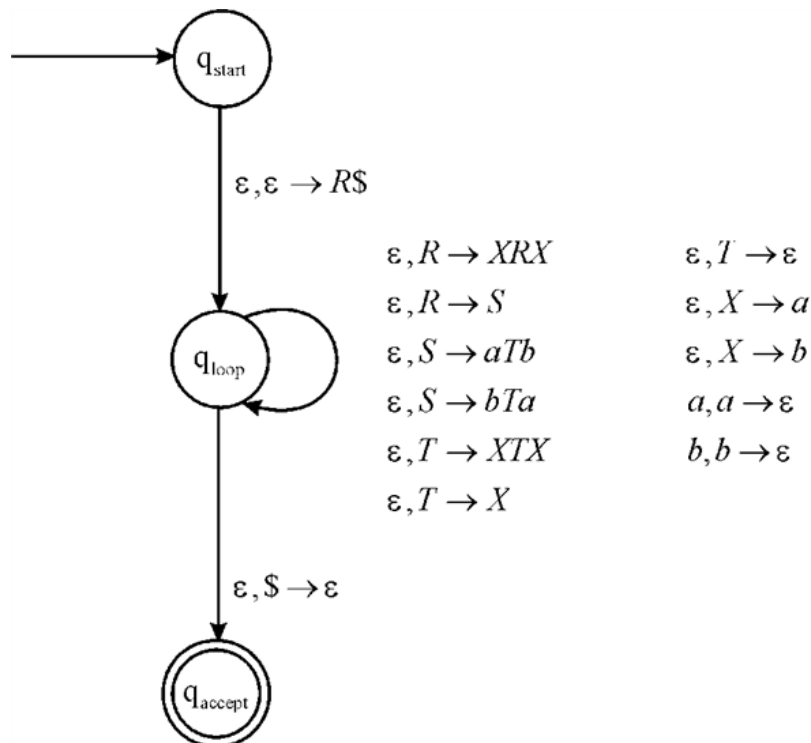 q_start
ε, ε → R$
ε, R → XRX
ε, R → S
ε, S → aTb
ε, S → bTa
ε, T → XTX
ε, T → X
ε, T → ε
ε, X → a
ε, X → b
a, a → ε
b, b → ε
q_loop
ε, $ → ε
q_accept